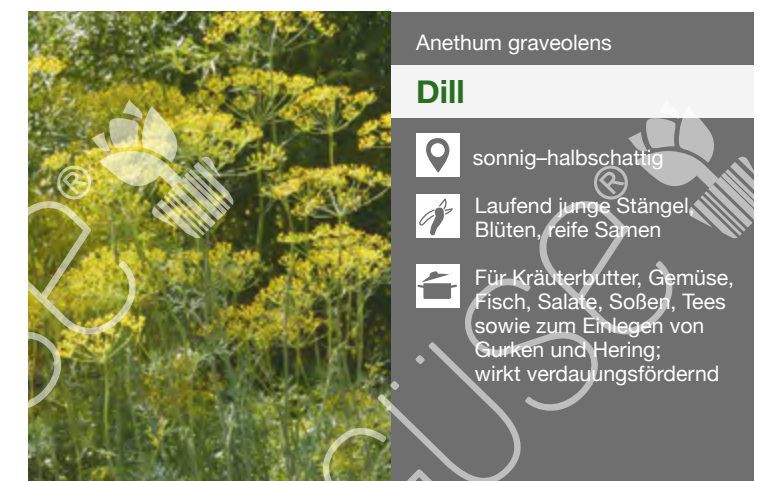 Anethum graveolens
Dill
sonnig–halbschattig
Laufend junge Stängel,
Blüten, reife Samen
Für Kräuterbutter, Gemüse,
Fisch, Salate, Soßen, Tees
sowie zum Einlegen von
Gurken und Hering;
wirkt verdauungsfördernd